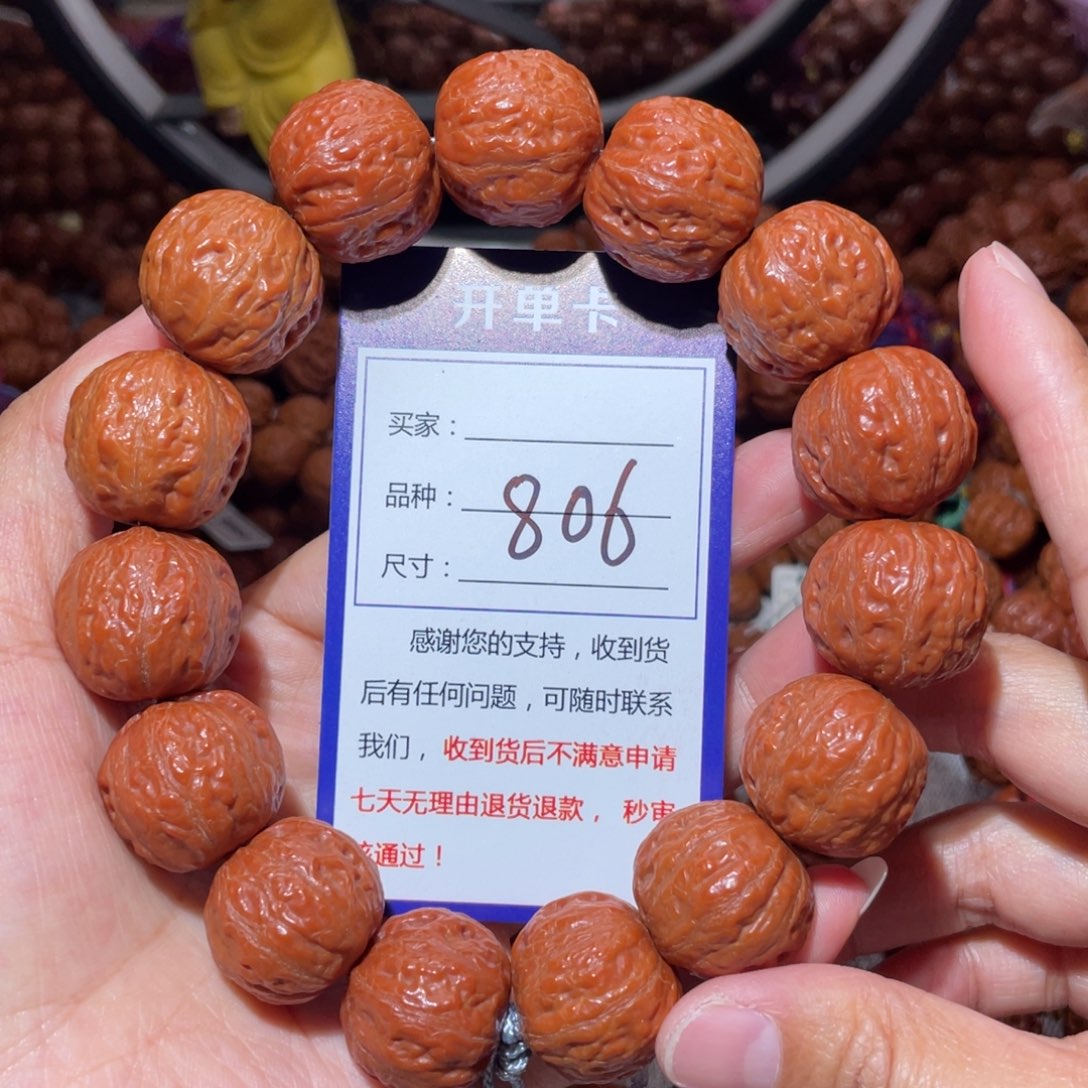 开单卡
买家：
品种：
806
尺寸：
感谢您的支持，收到货
后有任何问题，可随时联系
我们，收到货后不满意申请
七天无理由退货退款，秒审
核通过！